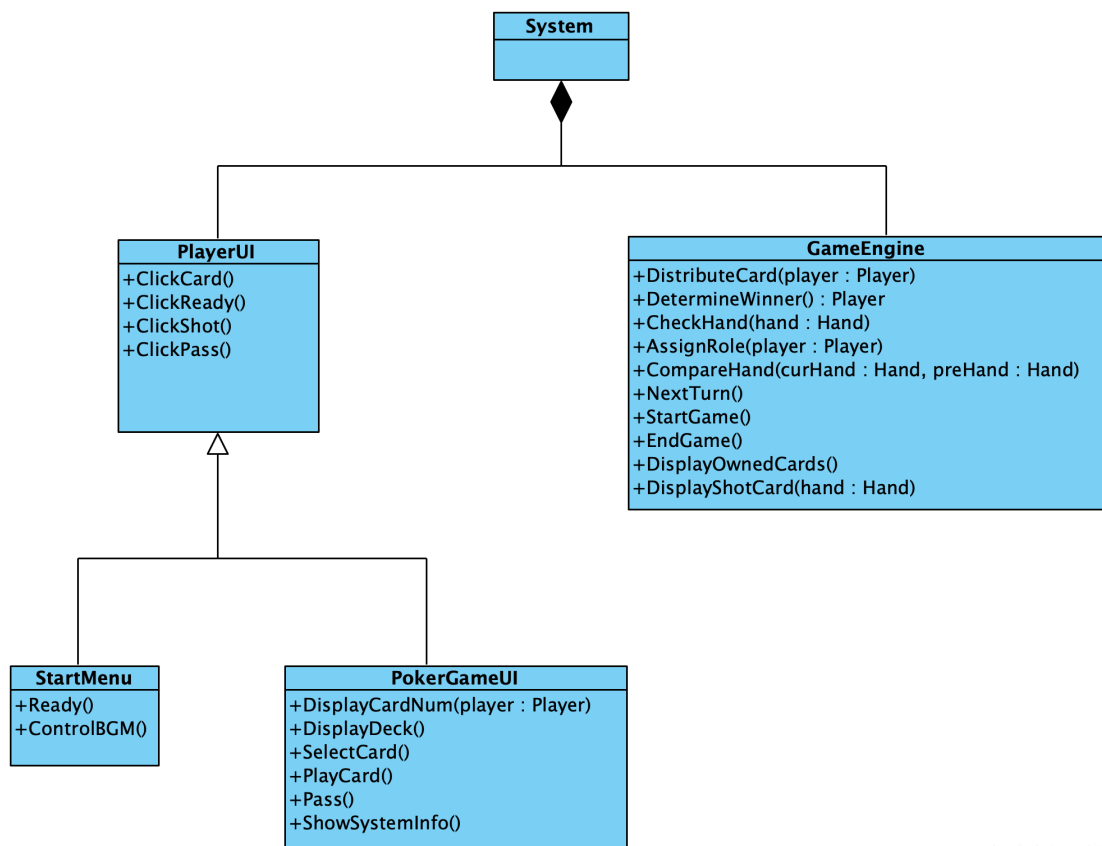 System
PlayerUI
+ClickCard()
+ClickReady()
+ClickShot()
+ClickPass()
GameEngine
+DistributeCard(player : Player)
+DetermineWinner() : Player
+CheckHand(hand : Hand)
+AssignRole(player : Player)
+CompareHand(curHand : Hand, preHand : Hand)
+NextTurn()
+StartGame()
+EndGame()
+DisplayOwnedCards()
+DisplayShotCard(hand : Hand)
StartMenu
+Ready()
+ControlBGM()
PokerGameUI
+DisplayCardNum(player : Player)
+DisplayDeck()
+SelectCard()
+PlayCard()
+Pass()
+ShowSystemInfo()